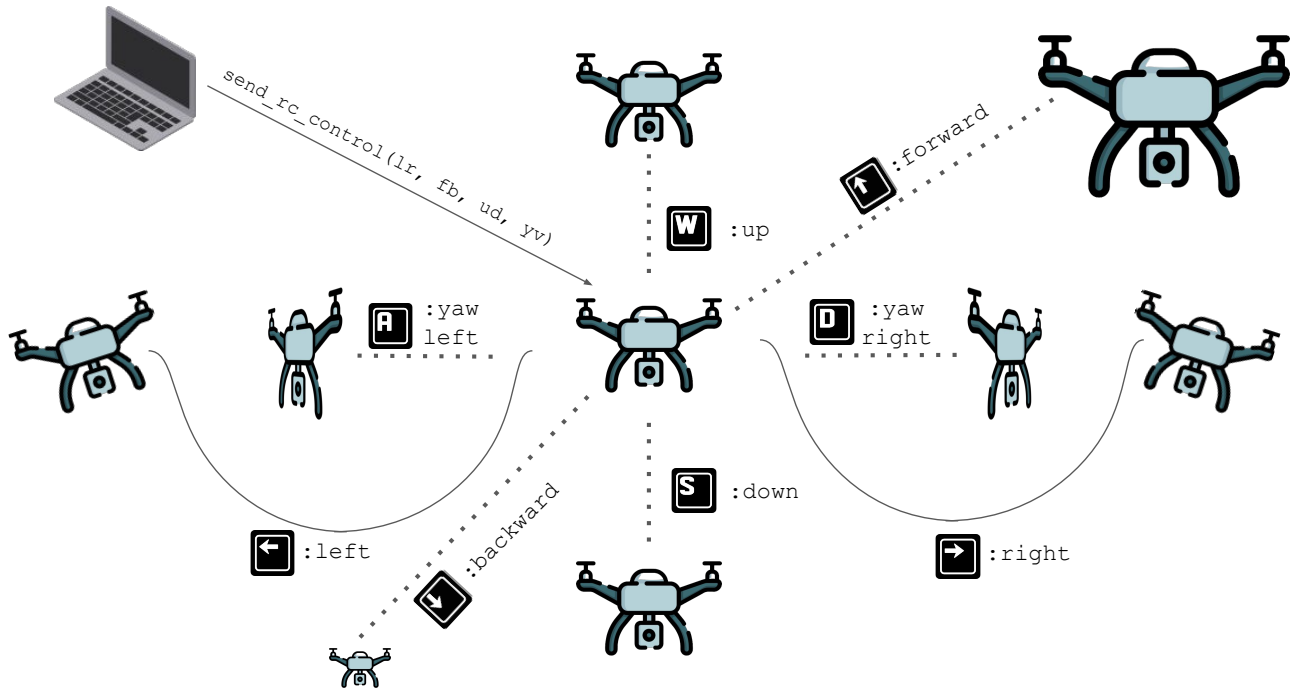 send_rc_control(lr, fb, ud, yv)
:forward
W :up
A :yaw
left
D :yaw
right
S :down
:left
:backward
:right